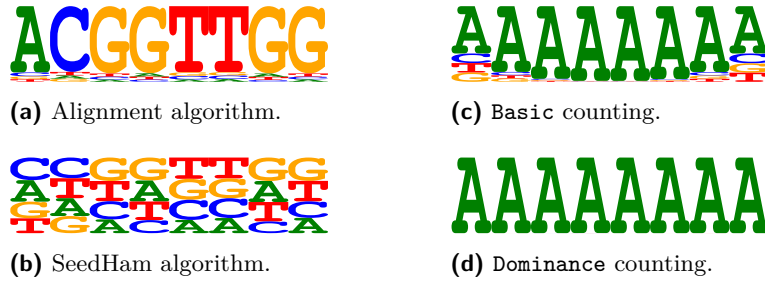 ACGGTTGG
(a) Alignment algorithm.
CCGGTTGG
ATTAGGAT
GACTCCTC
TGACAACA
(b) SeedHam algorithm.
AAAAAAAA
(c) Basic counting.
AAAAAAAA
(d) Dominance counting.